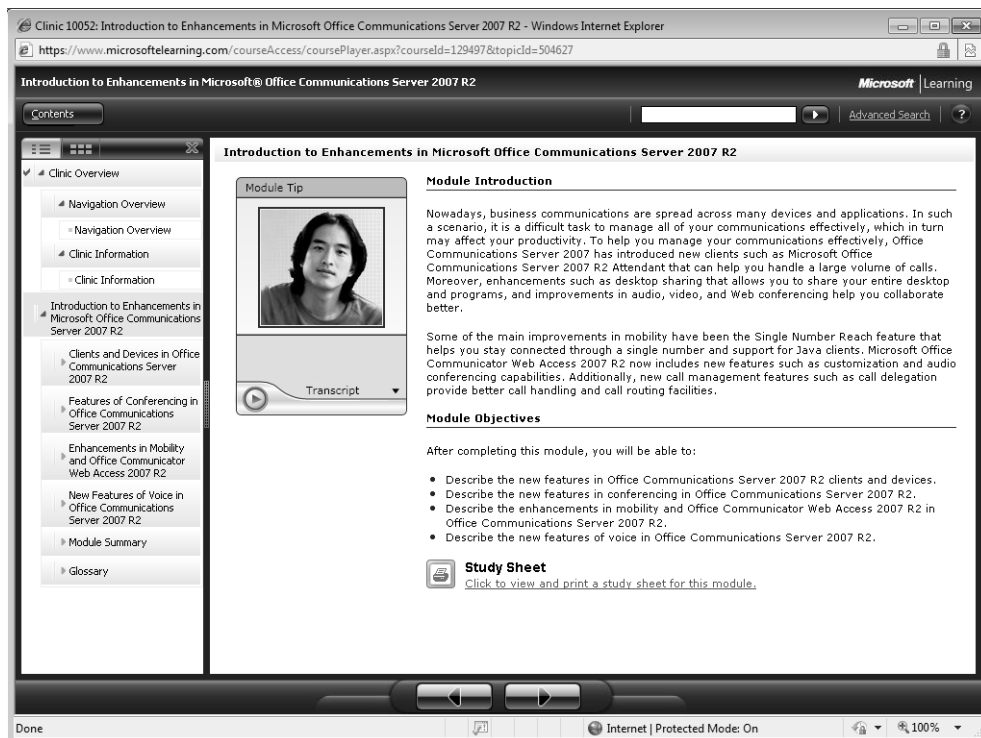 Clinic 10052: Introduction to Enhancements in Microsoft Office Communications Server 2007 R2 - Windows Internet Explorer
https://www.microsoftelearning.com/courseAccess/coursePlayer.aspx?courseId=129497&topicId=504627
Introduction to Enhancements in Microsoft® Office Communications Server 2007 R2
Microsoft | Learning
Contents
Advanced Search
?
Clinic Overview
Navigation Overview
Navigation Overview
Clinic Information
Clinic Information
Introduction to Enhancements in
Microsoft Office Communications
Server 2007 R2
Clients and Devices in Office
Communications Server
2007 R2
Features of Conferencing in
Office Communications
Server 2007 R2
Enhancements in Mobility
and Office Communicator
Web Access 2007 R2
New Features of Voice in
Office Communications
Server 2007 R2
Module Summary
Glossary
Introduction to Enhancements in Microsoft Office Communications Server 2007 R2
Module Tip
Transcript
Module Introduction
Nowadays, business communications are spread across many devices and applications. In such
a scenario, it is a difficult task to manage all of your communications effectively, which in turn
may affect your productivity. To help you manage your communications effectively, Office
Communications Server 2007 has introduced new clients such as Microsoft Office
Communications Server 2007 R2 Attendant that can help you handle a large volume of calls.
Moreover, enhancements such as desktop sharing that allows you to share your entire desktop
and programs, and improvements in audio, video, and Web conferencing help you collaborate
better.
Some of the main improvements in mobility have been the Single Number Reach feature that
helps you stay connected through a single number and support for Java clients. Microsoft Office
Communicator Web Access 2007 R2 now includes new features such as customization and audio
conferencing capabilities. Additionally, new call management features such as call delegation
provide better call handling and call routing facilities.
Module Objectives
After completing this module, you will be able to:
• Describe the new features in Office Communications Server 2007 R2 clients and devices.
• Describe the new features in conferencing in Office Communications Server 2007 R2.
• Describe the enhancements in mobility and Office Communicator Web Access 2007 R2 in
Office Communications Server 2007 R2.
• Describe the new features of voice in Office Communications Server 2007 R2.
Study Sheet
Click to view and print a study sheet for this module.
Done
Internet | Protected Mode: On
100%